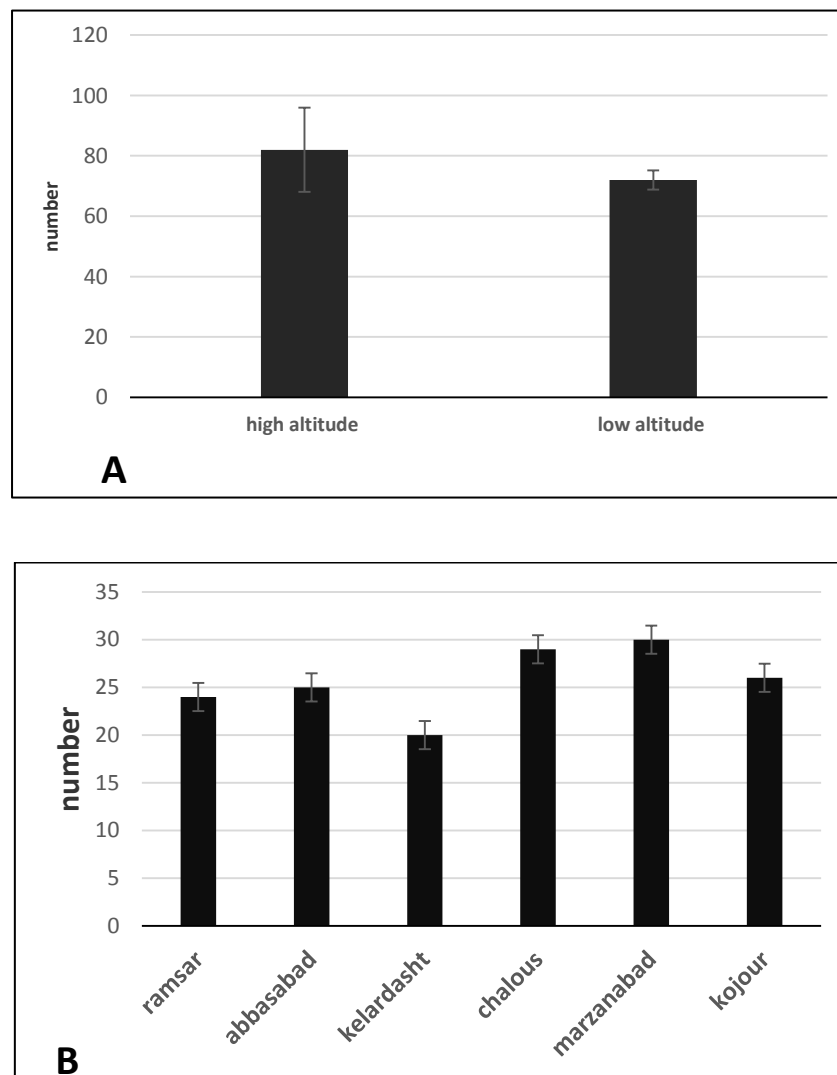 120
100
80
60
40
20
0
number
high altitude low altitude
A
35
30
25
20
15
10
5
0
number
ramsar abbasabad kelardasht chalous marzanabad kojour
B